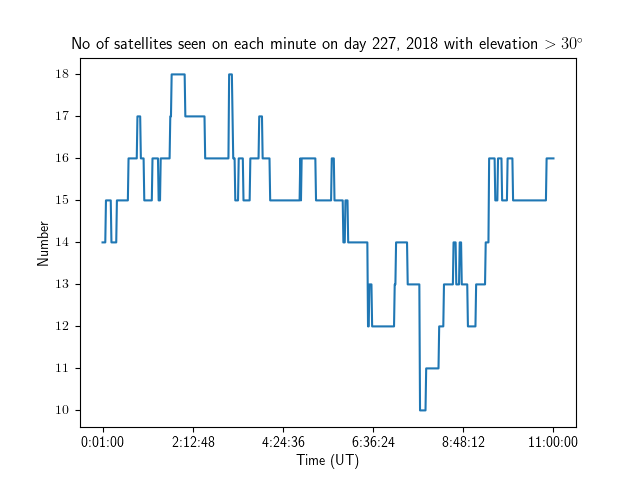 No of satellites seen on each minute on day 227, 2018 with elevation > 30°
18
17
16
15
14
13
12
11
10
Number
0:01:00 2:12:48 4:24:36 6:36:24 8:48:12 11:00:00
Time (UT)